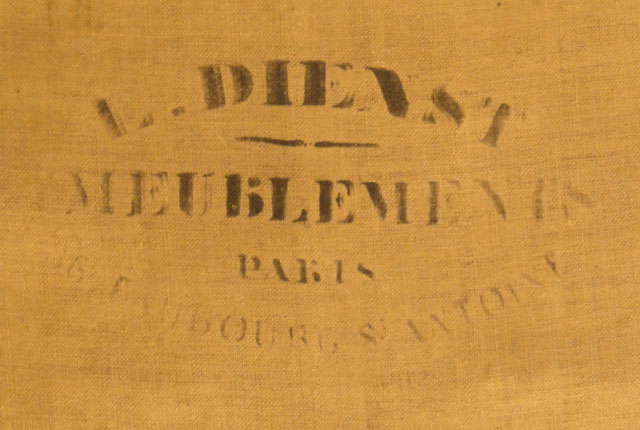 L. DIENST
MEUBLEMENTS
PARIS
FAUBOURG St ANTOINE